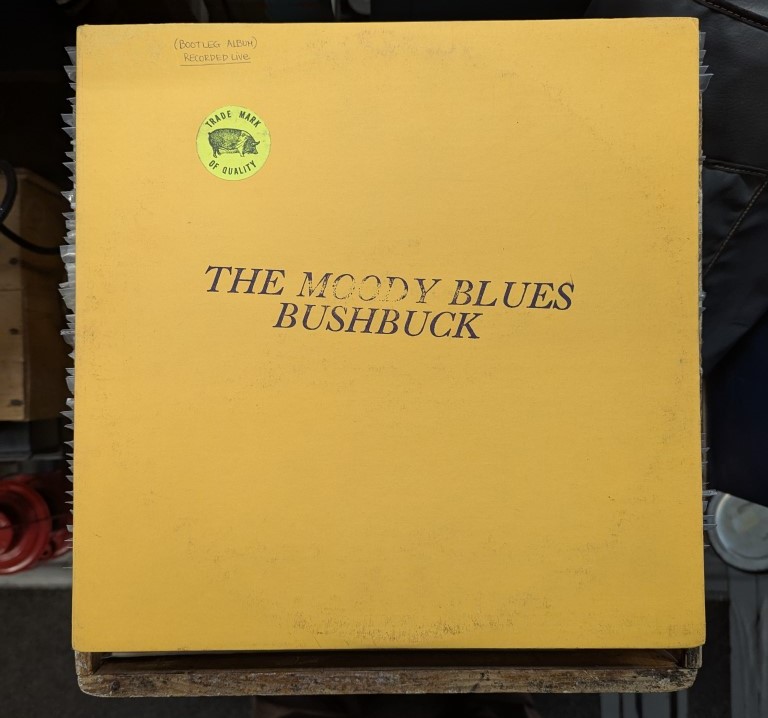 (BOOTLEG ALBUM)
RECORDED LIVE
TRADE MARK
OF QUALITY
THE MOODY BLUES
BUSHBUCK